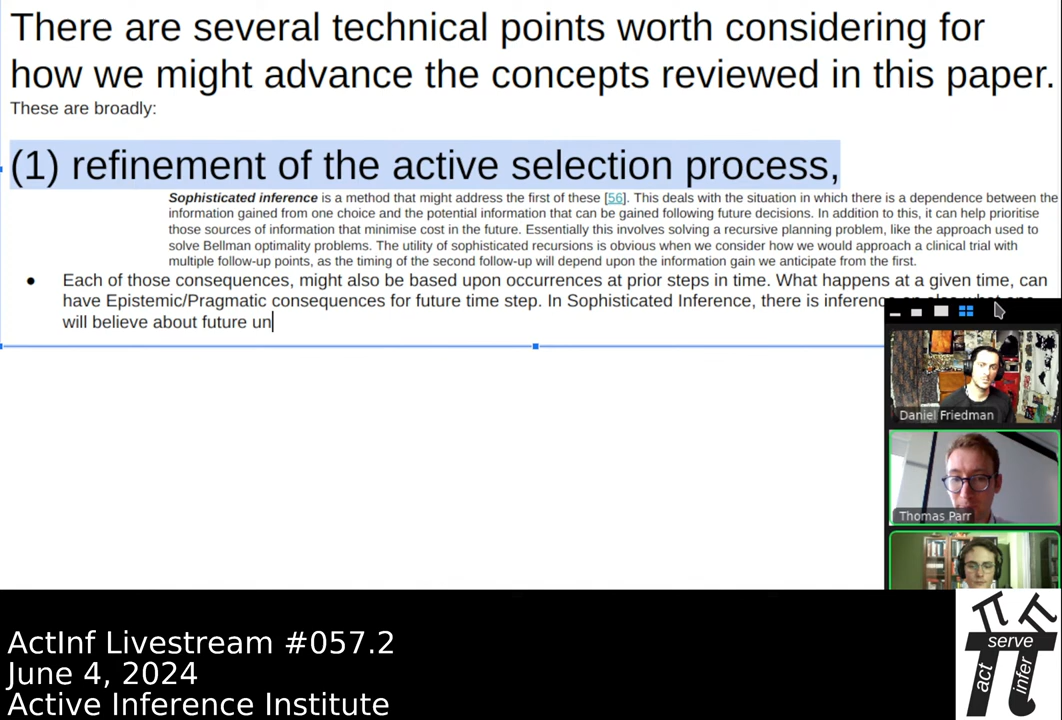 There are several technical points worth considering for
how we might advance the concepts reviewed in this paper.
These are broadly:
(1) refinement of the active selection process,
Sophisticated inference is a method that might address the first of these [56]. This deals with the situation in which there is a dependence between the
information gained from one choice and the potential information that can be gained following future decisions. In addition to this, it can help prioritise
those sources of information that minimise cost in the future. Essentially this involves solving a recursive planning problem, like the approach used to
solve Bellman optimality problems. The utility of sophisticated recursions is obvious when we consider how we would approach a clinical trial with
multiple follow-up points, as the timing of the second follow-up will depend upon the information gain we anticipate from the first.
● Each of those consequences, might also be based upon occurrences at prior steps in time. What happens at a given time, can
have Epistemic/Pragmatic consequences for future time step. In Sophisticated Inference, there is inference
will believe about future un
Daniel Friedman
Thomas Parr
ActInf Livestream #057.2
June 4, 2024
Active Inference Institute
π π
serve
act infer